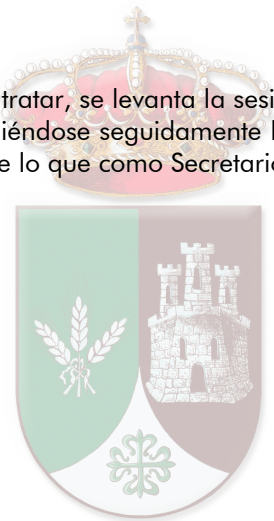 tratar, se levanta la sesi
iéndose seguidamente l
e lo que como Secretario